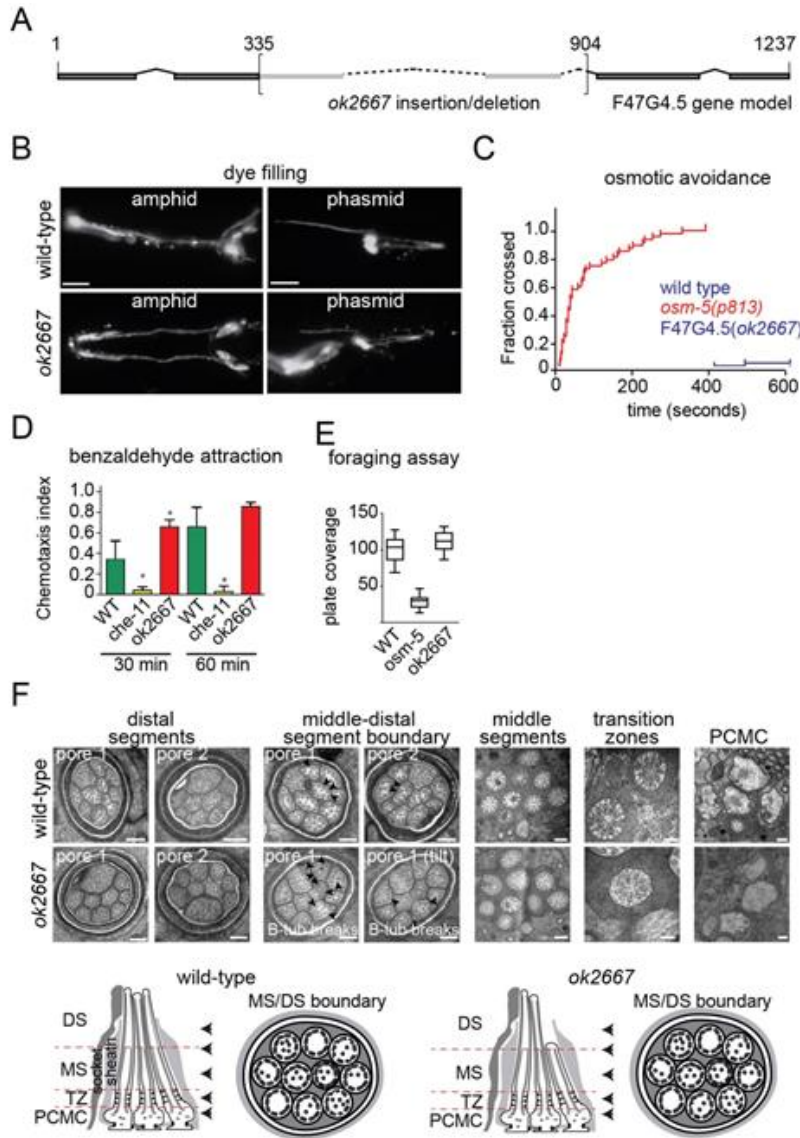 A
1 335 904 1237
ok2667 insertion/deletion F47G4.5 gene model
B
dye filling
amphid phasmid
wild-type
amphid phasmid
ok2667
C
osmotic avoidance
Fraction crossed
1.0
0.8
0.6
0.4
0.2
0
0 200 400 600
time (seconds)
wild type
osm-5(p813)
F47G4.5(ok2667)
D
benzaldehyde attraction
Chemotaxis index
1.0
0.8
0.4
0
* * *
WT che-11 ok2667 WT che-11 ok2667
30 min 60 min
E
foraging assay
plate coverage
150
100
50
WT osm-5 ok2667
F
distal segments
middle-distal segment boundary
middle segments
transition zones
PCMC
wild-type
pore 1 pore 2 pore 1 pore 2
ok2667
pore 1 pore 2 pore 1 pore 1 (tilt)
B-tub breaks B-tub breaks
wild-type
MS/DS boundary
DS
MS
TZ
PCMC
socket
sheath
ok2667
MS/DS boundary
DS
MS
TZ
PCMC